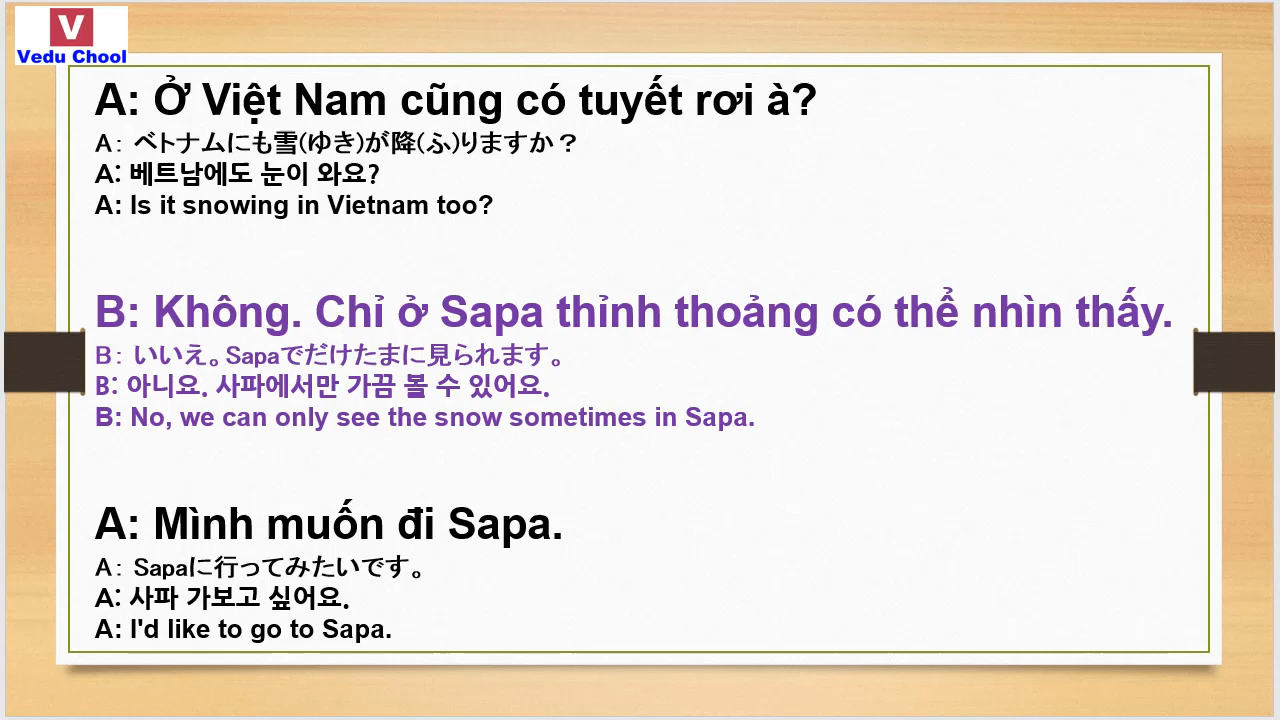 V
Vedu Chool
A: Ở Việt Nam cũng có tuyết rơi à?
A： ベトナムにも雪(ゆき)が降(ふ)りますか？
A: 베트남에도 눈이 와요?
A: Is it snowing in Vietnam too?
B: Không. Chỉ ở Sapa thỉnh thoảng có thể nhìn thấy.
B： いいえ。Sapaでだけたまに見られます。
B: 아니요. 사파에서만 가끔 볼 수 있어요.
B: No, we can only see the snow sometimes in Sapa.
A: Mình muốn đi Sapa.
A： Sapaに行ってみたいです。
A: 사파 가보고 싶어요.
A: I'd like to go to Sapa.